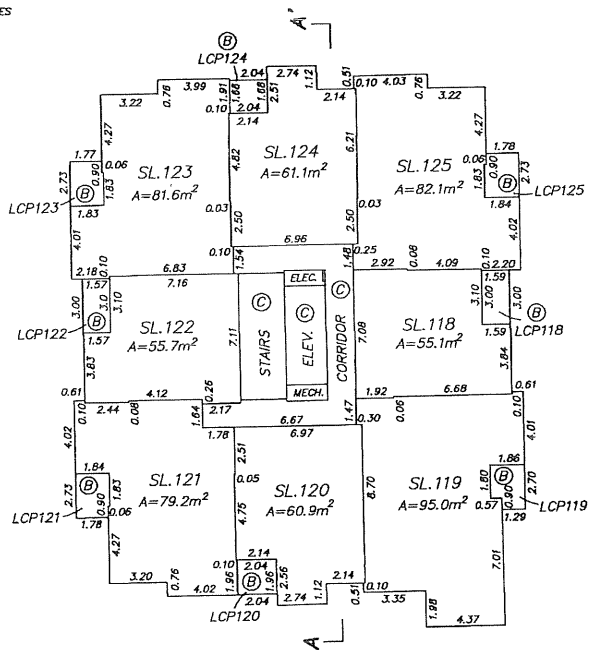 ES
A'
B
LCP124
2.04 2.74 1.12 0.51
3.22 0.76 3.99 1.91 1.66 1.66 2.51 2.14 0.10 4.03 0.76 3.22
0.10 2.04
2.14
4.27 4.82 6.21 4.27
SL.123
A=81.6m²
SL.124
A=61.1m²
SL.125
A=82.1m²
1.77 0.06 0.90 2.73 1.83 B 1.83
LCP123
0.06 1.78 0.90 2.73 1.83 B 1.84
LCP125
4.01 0.03 2.50 2.50 0.03 4.02
0.10 6.96 0.25
2.18 0.10 6.83 1.54 1.48 2.92 0.08 4.09 0.10 2.20
1.57 7.16 ELEC. 1.59
3.00 3.0 3.10 B 3.10 3.00 3.00 B
LCP122
1.57
SL.122
A=55.7m²
7.11
STAIRS
C
ELEV.
C
CORRIDOR
C
7.08
SL.118
A=55.1m²
1.59
LCP118
3.83 3.84
MECH.
0.61 0.10 2.44 0.08 4.12 0.26 1.64 2.17 1.47 1.92 0.06 6.68 0.10 0.61
6.67 0.30
1.78 6.97
4.02 2.51 8.70 4.01
1.84 B 1.83 0.05 1.86
2.73 0.90 0.06 1.80 B 0.90 2.70
SL.121
A=79.2m²
SL.120
A=60.9m²
SL.119
A=95.0m²
LCP121
1.78
0.57 1.29
LCP119
4.27 4.75 7.01
0.10 2.14
2.04
3.20 0.76 4.02 1.96 B 1.96 2.56 1.12 2.14 0.51 0.10 3.35 1.98
2.04 2.74
LCP120
4.37
A